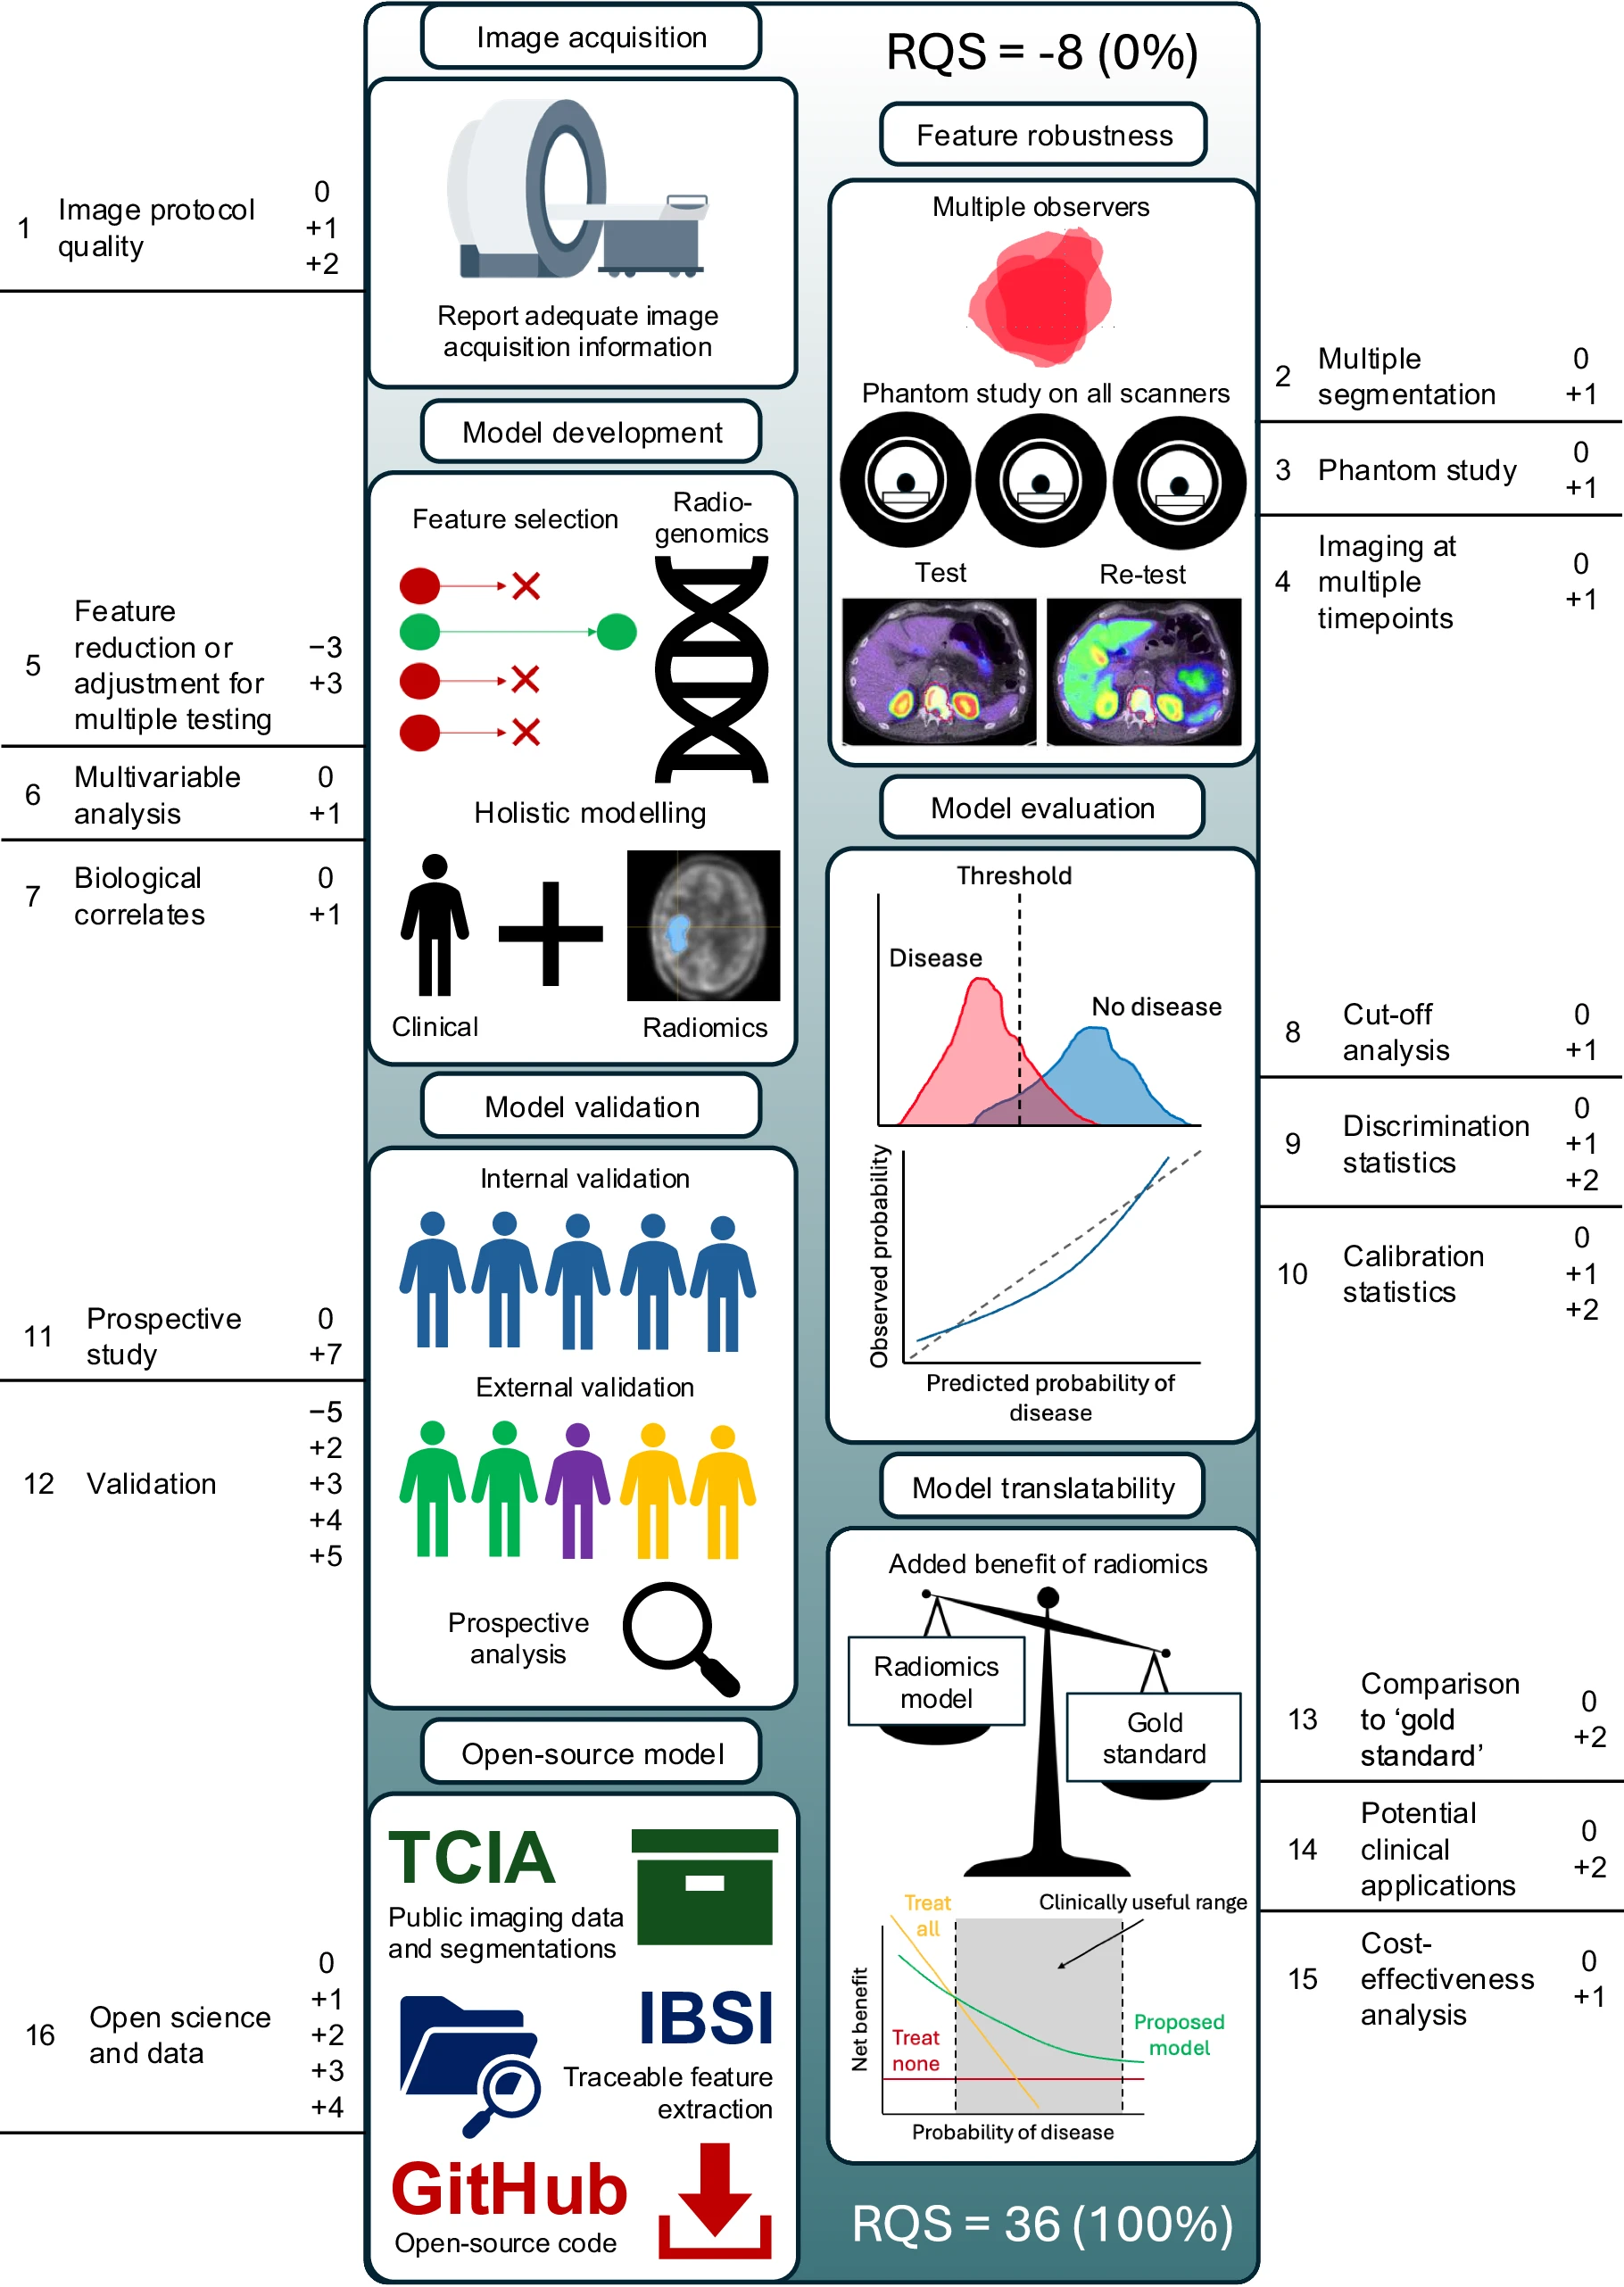 Image acquisition
RQS = -8 (0%)
Feature robustness
1
Image protocol
quality
0
+1
+2
Report adequate image
acquisition information
Multiple observers
Phantom study on all scanners
Test
Re-test
2
Multiple
segmentation
0
+1
3
Phantom study
0
+1
4
Imaging at
multiple
timepoints
0
+1
Model development
Feature selection
Radio-
genomics
Holistic modelling
Clinical
Radiomics
5
Feature
reduction or
adjustment for
multiple testing
−3
+3
6
Multivariable
analysis
0
+1
7
Biological
correlates
0
+1
Model evaluation
Threshold
Disease
No disease
Observed probability
Predicted probability of
disease
8
Cut-off
analysis
0
+1
9
Discrimination
statistics
0
+1
+2
10
Calibration
statistics
0
+1
+2
Model validation
Internal validation
External validation
Prospective
analysis
11
Prospective
study
0
+7
12
Validation
−5
+2
+3
+4
+5
Model translatability
Added benefit of radiomics
Radiomics
model
Gold
standard
Treat
all
Clinically useful range
Net benefit
Treat
none
Proposed
model
Probability of disease
13
Comparison
to ‘gold
standard’
0
+2
14
Potential
clinical
applications
0
+2
15
Cost-
effectiveness
analysis
0
+1
Open-source model
TCIA
Public imaging data
and segmentations
IBSI
Traceable feature
extraction
GitHub
Open-source code
16
Open science
and data
0
+1
+2
+3
+4
RQS = 36 (100%)